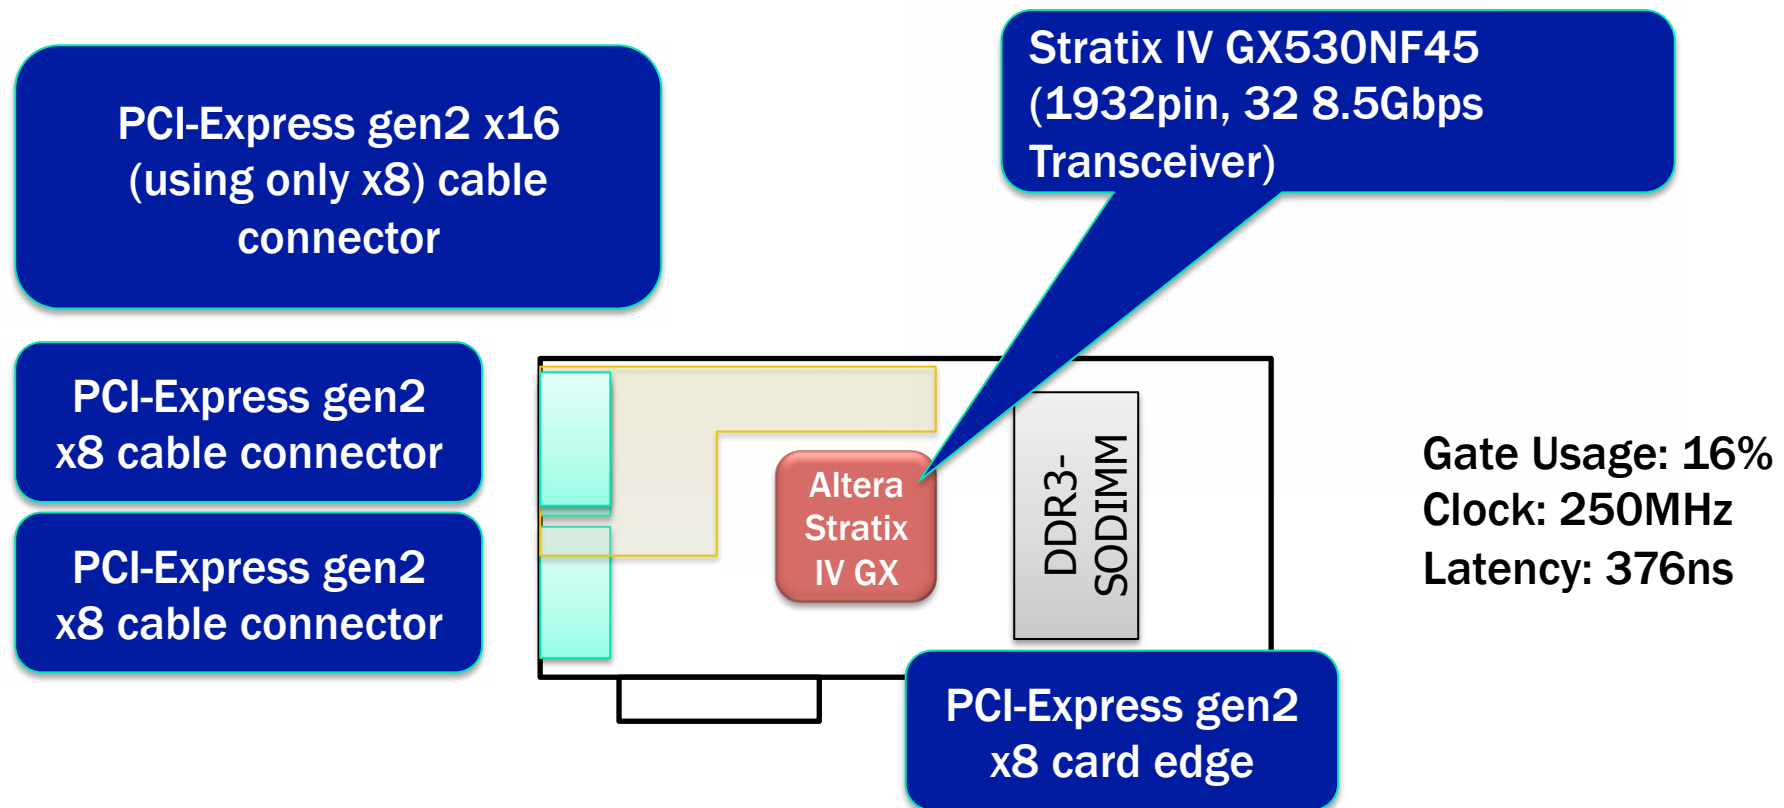 PCI-Express gen2 x16
(using only x8) cable
connector
Stratix IV GX530NF45
(1932pin, 32 8.5Gbps
Transceiver)
PCI-Express gen2
x8 cable connector
PCI-Express gen2
x8 cable connector
Altera
Stratix
IV GX
DDR3-
SODIMM
Gate Usage: 16%
Clock: 250MHz
Latency: 376ns
PCI-Express gen2
x8 card edge